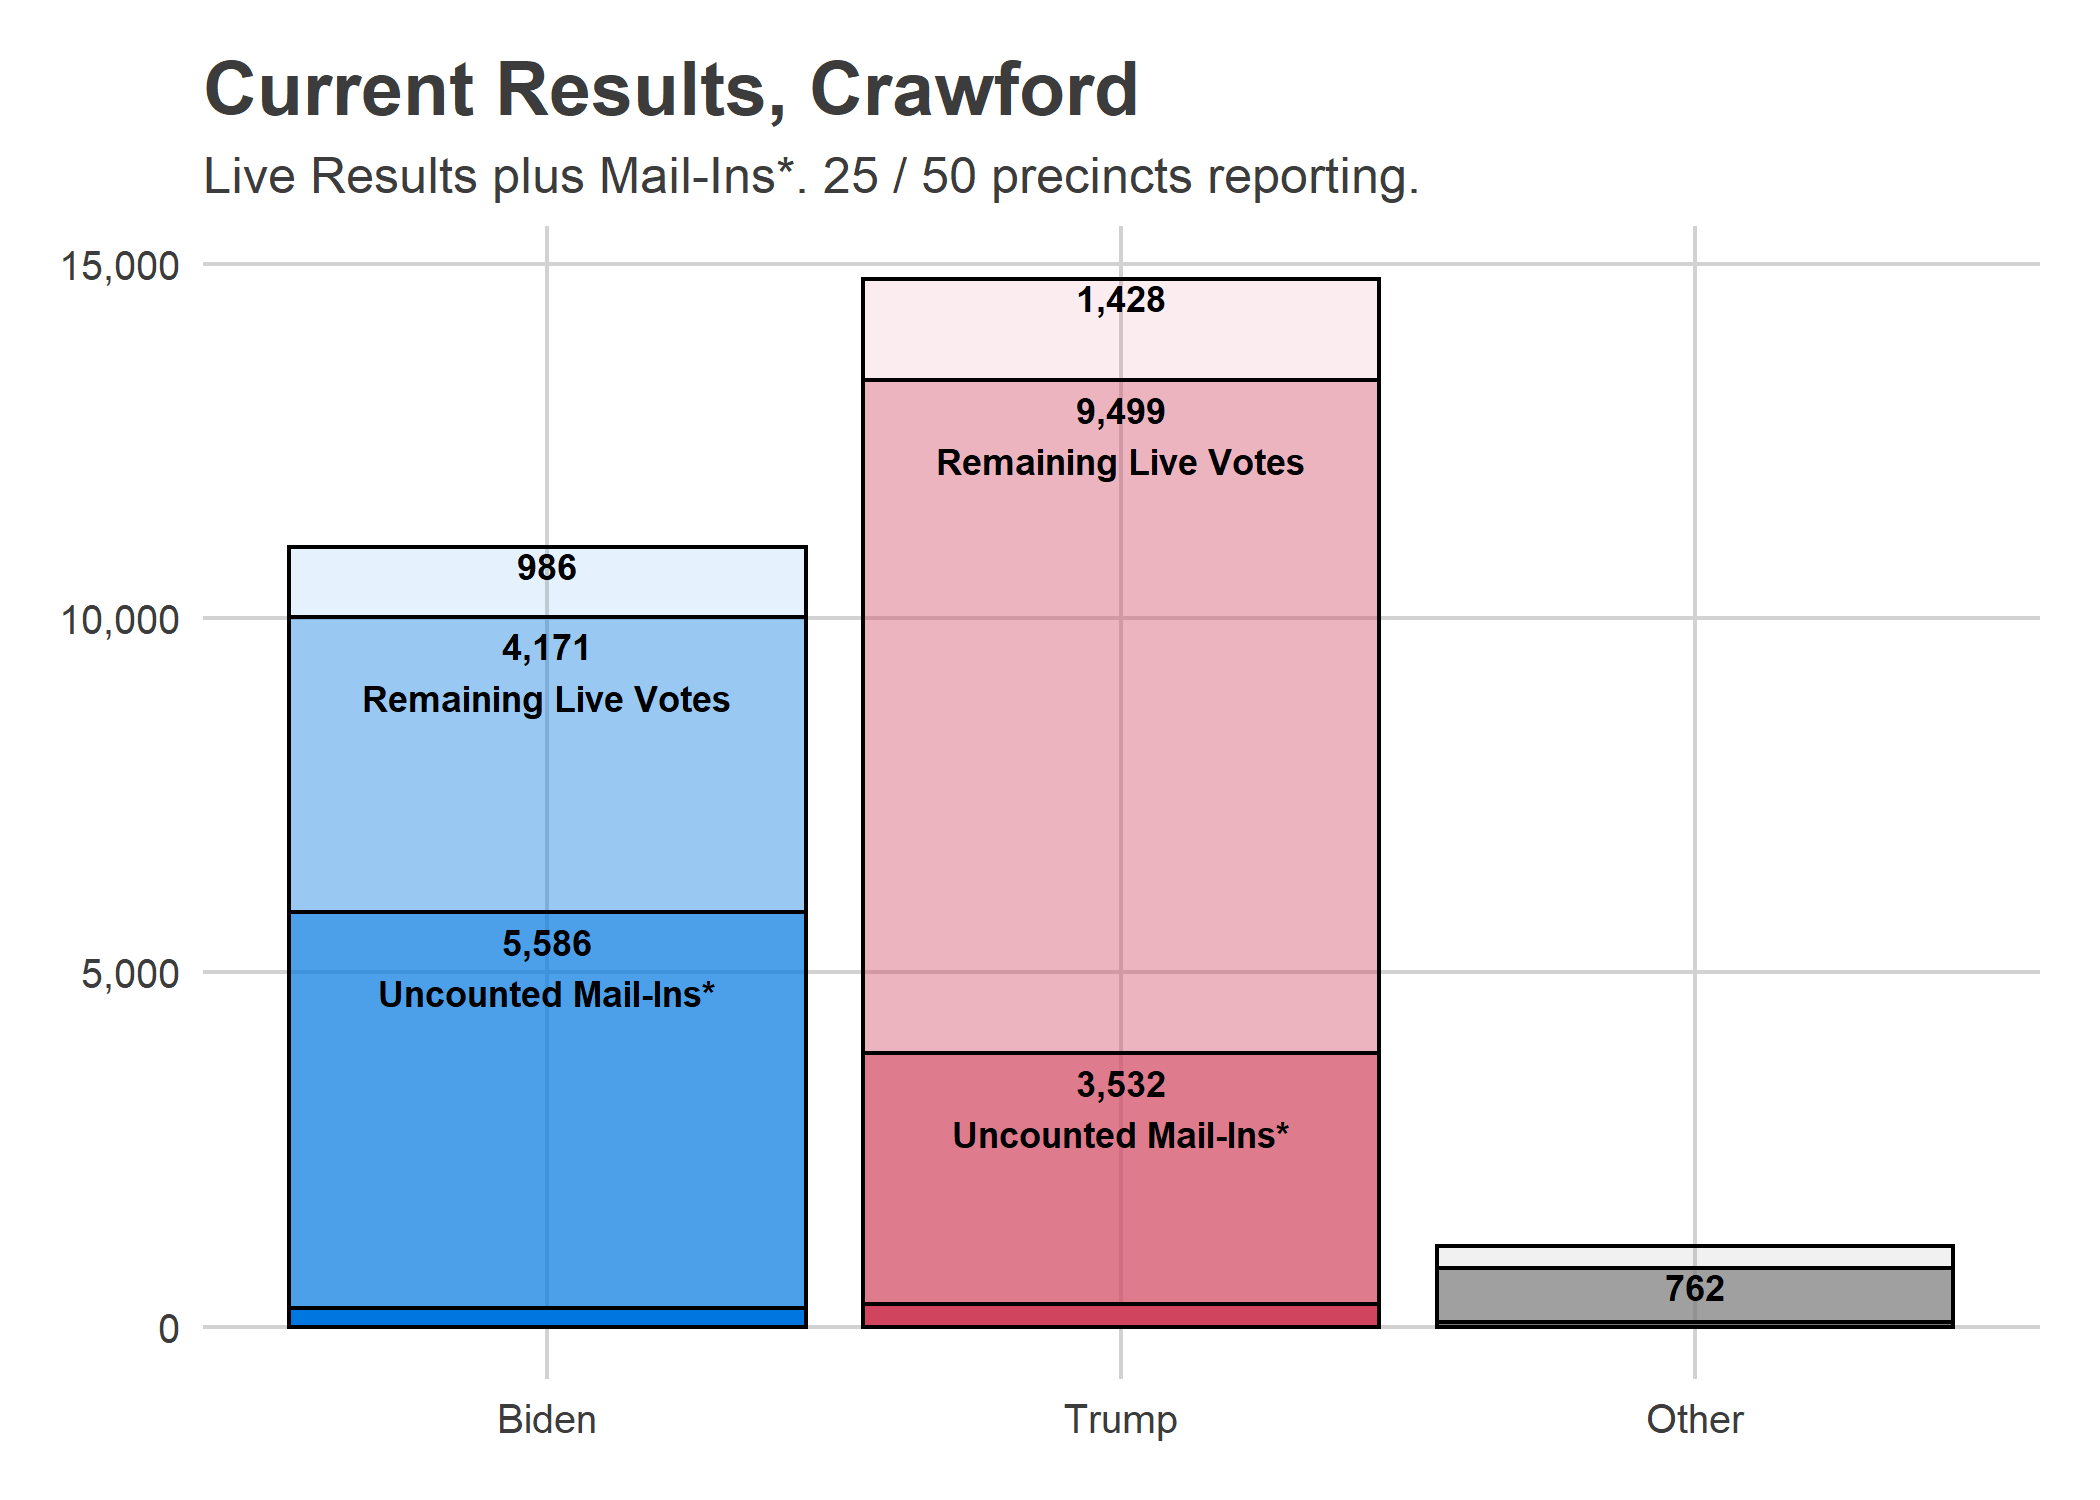 Current Results, Crawford
Live Results plus Mail-Ins*. 25 / 50 precincts reporting.
15,000
10,000
5,000
0
986
4,171
Remaining Live Votes
5,586
Uncounted Mail-Ins*
1,428
9,499
Remaining Live Votes
3,532
Uncounted Mail-Ins*
762
Biden
Trump
Other